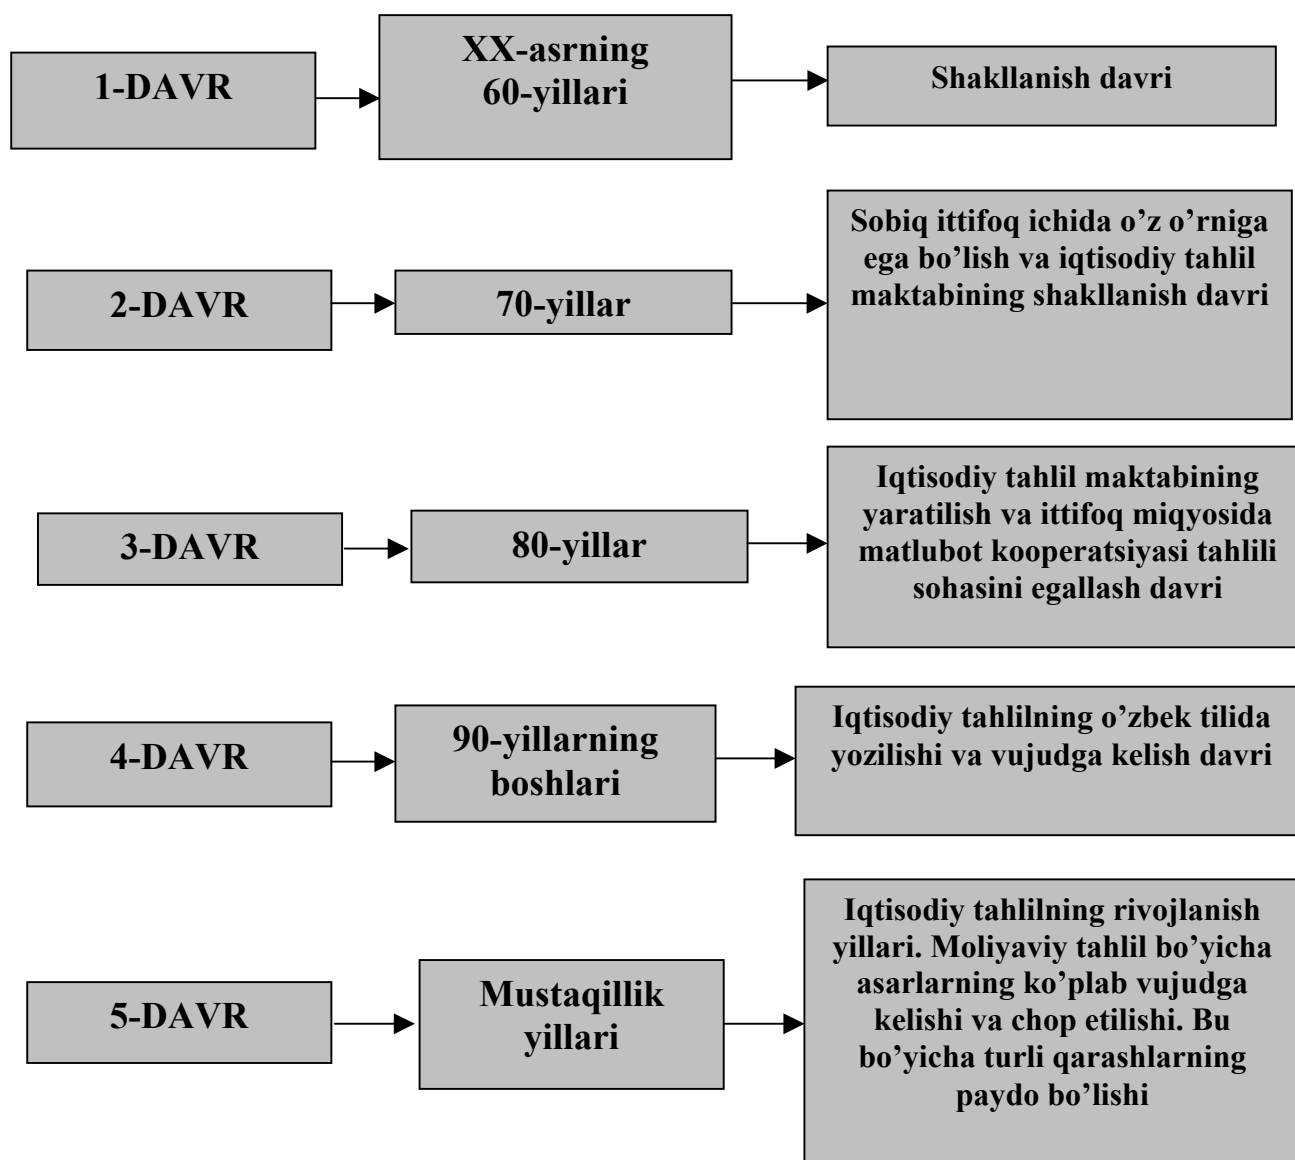 1-DAVR
XX-asrning
60-yillari
Shakllanish davri
2-DAVR
70-yillar
Sobiq ittifoq ichida o’z o’rniga
ega bo’lish va iqtisodiy tahlil
maktabining shakllanish davri
3-DAVR
80-yillar
Iqtisodiy tahlil maktabining
yaratilish va ittifoq miqyosida
matlubot kooperatsiyasi tahlili
sohasini egallash davri
4-DAVR
90-yillarning
boshlari
Iqtisodiy tahlilning o’zbek tilida
yozilishi va vujudga kelish davri
5-DAVR
Mustaqillik
yillari
Iqtisodiy tahlilning rivojlanish
yillari. Moliyaviy tahlil bo’yicha
asarlarning ko’plab vujudga
kelishi va chop etilishi. Bu
bo’yicha turli qarashlarning
paydo bo’lishi